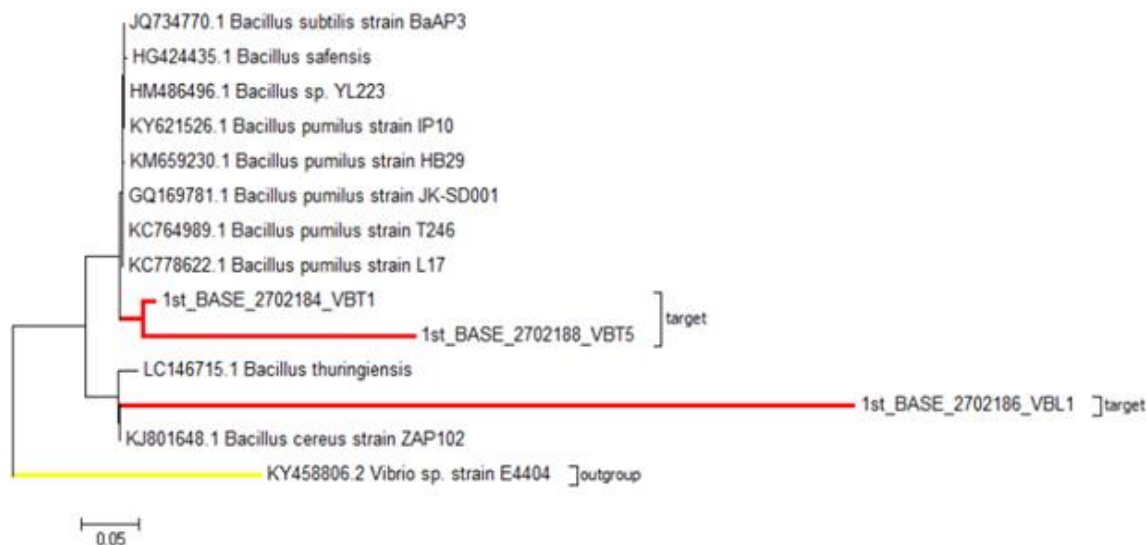 JQ734770.1 Bacillus subtilis strain BaAP3
HG424435.1 Bacillus safensis
HM486496.1 Bacillus sp. YL223
KY621526.1 Bacillus pumilus strain IP10
KM659230.1 Bacillus pumilus strain HB29
GQ169781.1 Bacillus pumilus strain JK-SD001
KC764989.1 Bacillus pumilus strain T246
KC778622.1 Bacillus pumilus strain L17
1st_BASE_2702184_VBT1
target
1st_BASE_2702188_VBT5
LC146715.1 Bacillus thuringiensis
1st_BASE_2702186_VBL1 target
KJ801648.1 Bacillus cereus strain ZAP102
KY458806.2 Vibrio sp. strain E4404 outgroup
0.05